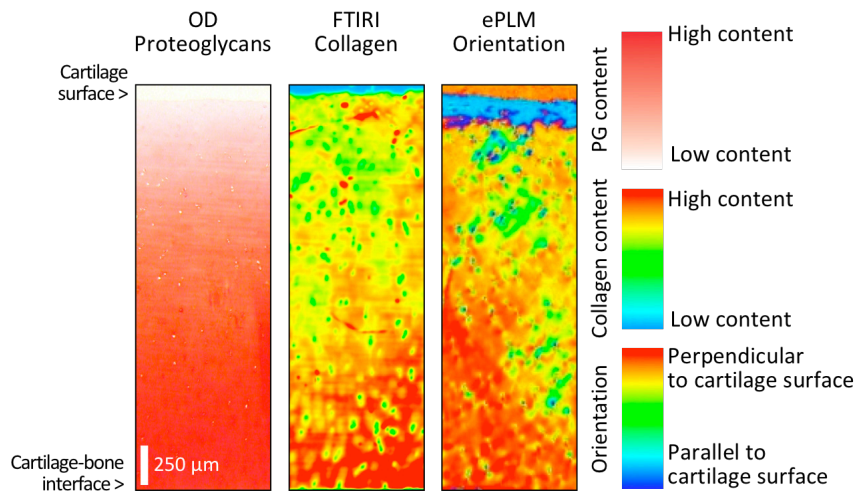 OD
Proteoglycans
FTIRI
Collagen
ePLM
Orientation
Cartilage
surface >
Cartilage-bone
interface >
250 µm
PG content
High content
Low content
Collagen content
High content
Low content
Orientation
Perpendicular
to cartilage surface
Parallel to
cartilage surface